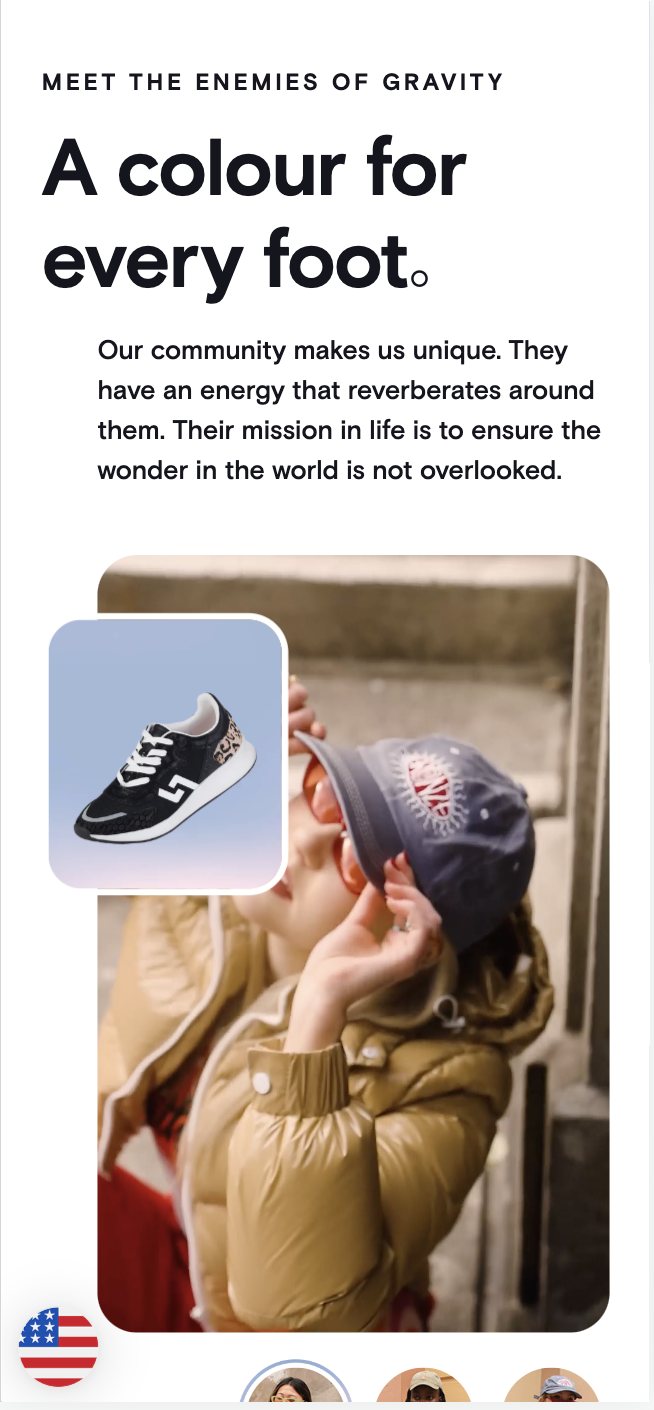 MEET THE ENEMIES OF GRAVITY
A colour for
every foot
Our community makes us unique. They
have an energy that reverberates around
them. Their mission in life is to ensure the
wonder in the world is not overlooked.